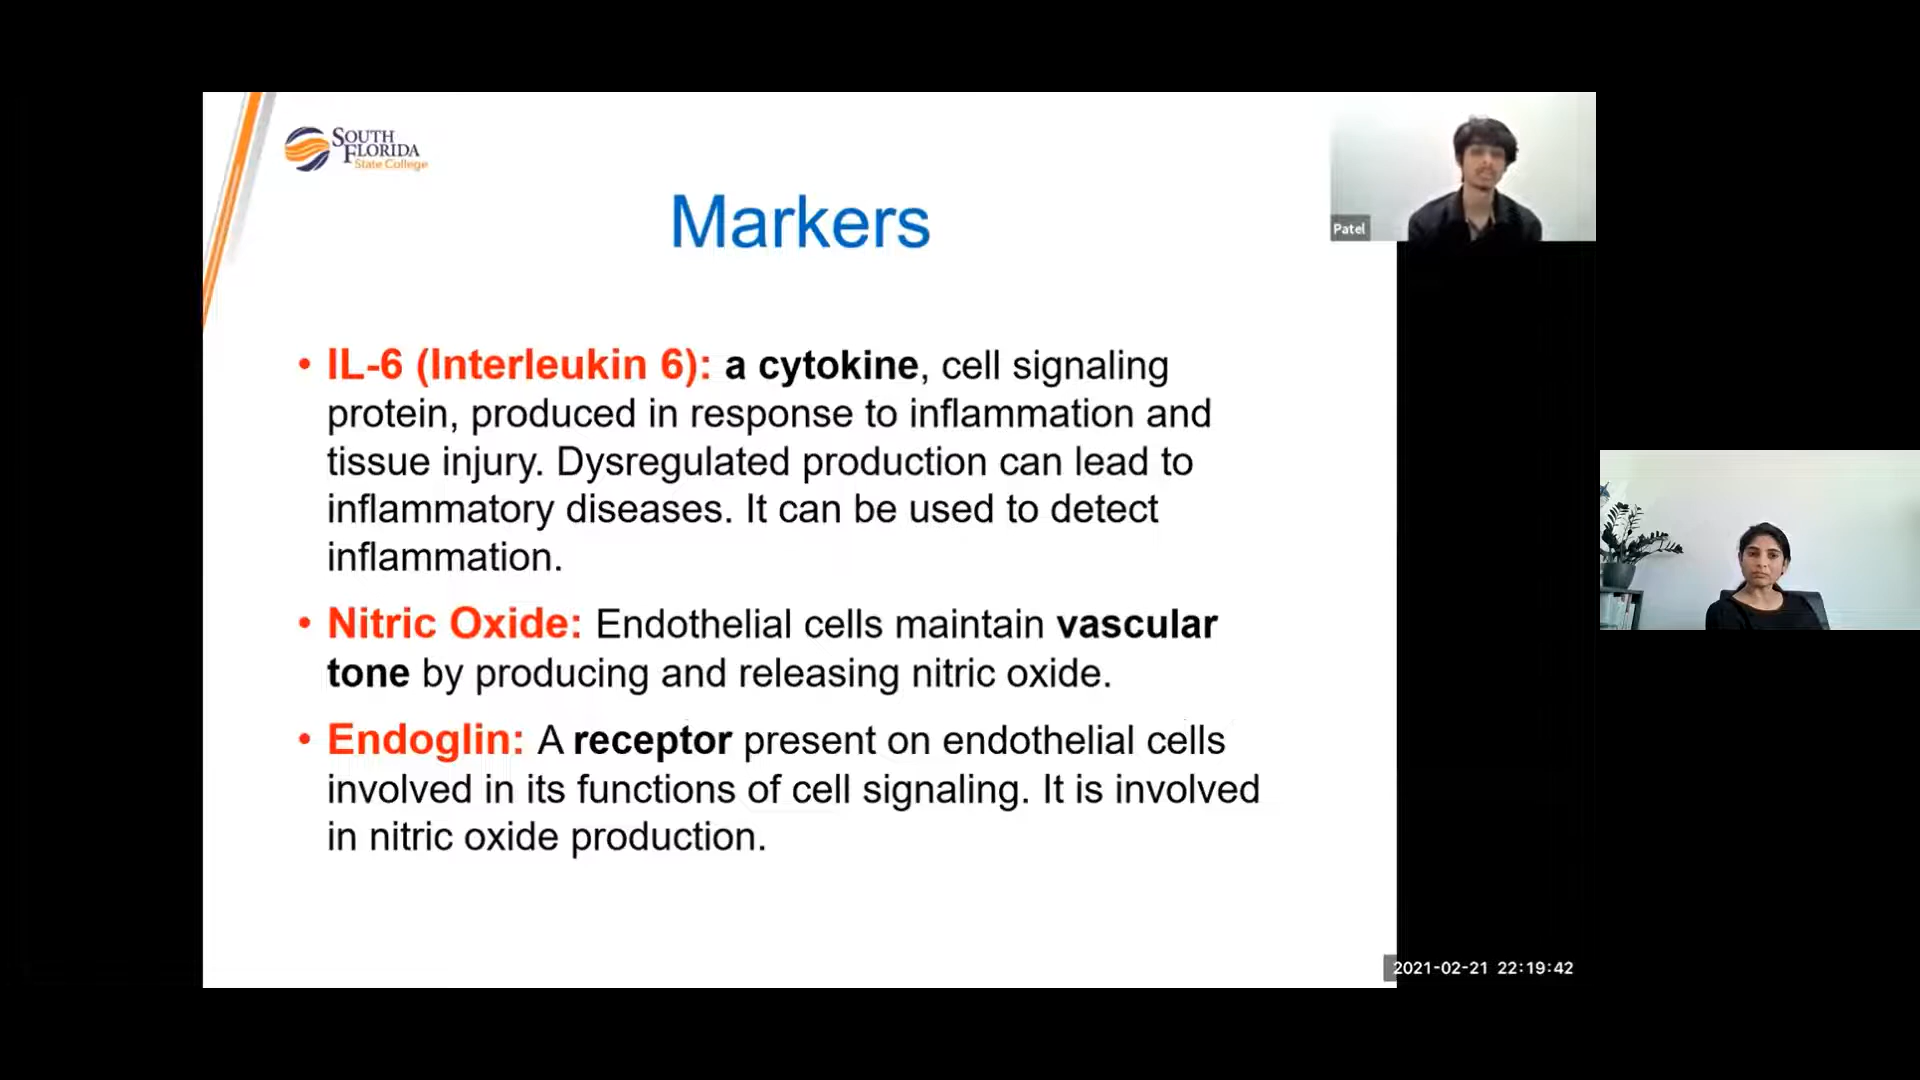 SOUTH
FLORIDA
State College
Patel
Markers
• IL-6 (Interleukin 6): a cytokine, cell signaling
protein, produced in response to inflammation and
tissue injury. Dysregulated production can lead to
inflammatory diseases. It can be used to detect
inflammation.
• Nitric Oxide: Endothelial cells maintain vascular
tone by producing and releasing nitric oxide.
• Endoglin: A receptor present on endothelial cells
involved in its functions of cell signaling. It is involved
in nitric oxide production.
2021-02-21 22:19:42